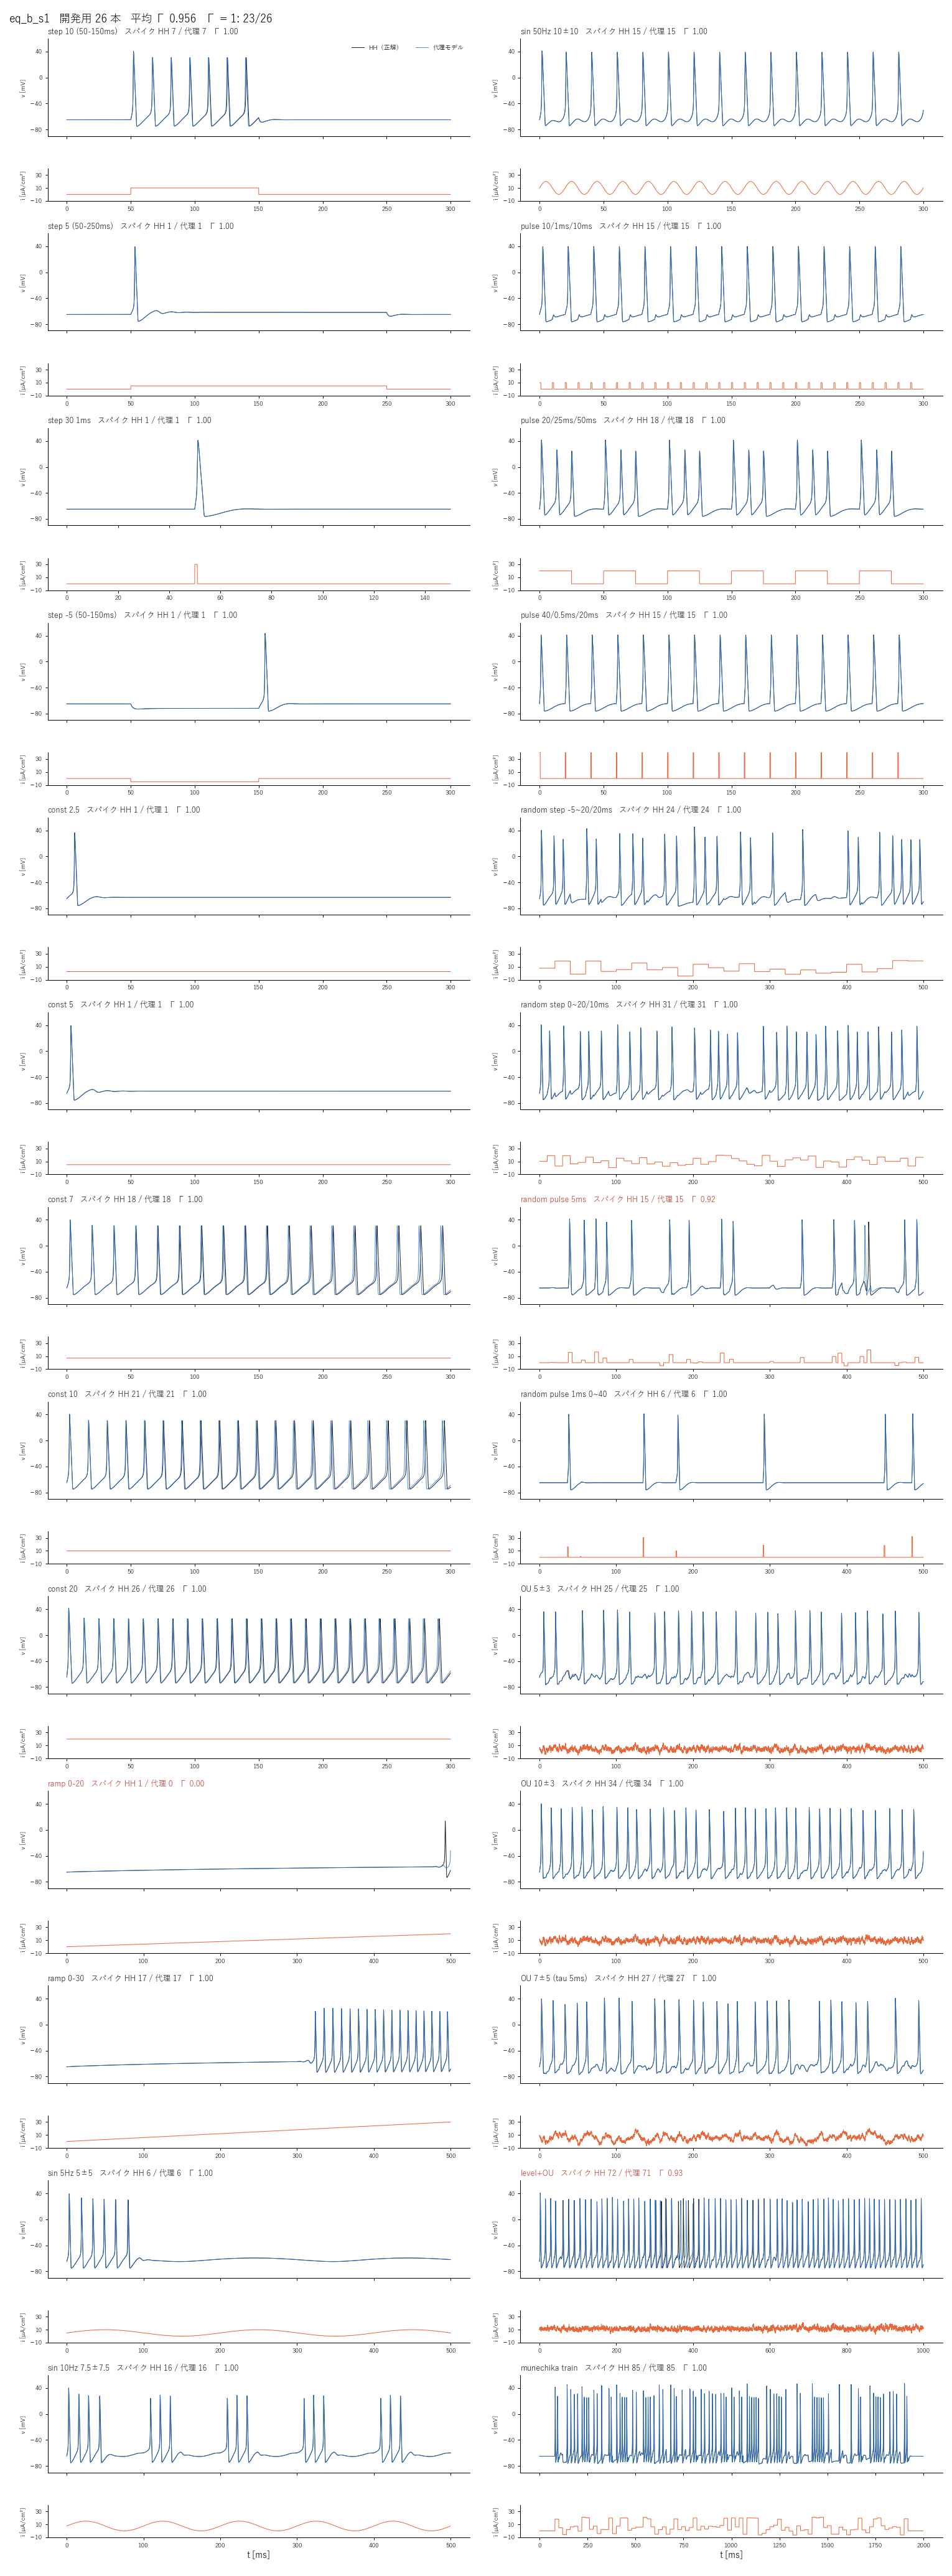 eq_b_s1 開発用 26 本 平均 Γ 0.956 Γ = 1: 23/26
step 10 (50-150ms) スパイク HH 7 / 代理 7 Γ 1.00
HH（正解） 代理モデル
sin 50Hz 10±10 スパイク HH 15 / 代理 15 Γ 1.00
step 5 (50-250ms) スパイク HH 1 / 代理 1 Γ 1.00
pulse 10/1ms/10ms スパイク HH 15 / 代理 15 Γ 1.00
step 30 1ms スパイク HH 1 / 代理 1 Γ 1.00
pulse 20/25ms/50ms スパイク HH 18 / 代理 18 Γ 1.00
step -5 (50-150ms) スパイク HH 1 / 代理 1 Γ 1.00
pulse 40/0.5ms/20ms スパイク HH 15 / 代理 15 Γ 1.00
const 2.5 スパイク HH 1 / 代理 1 Γ 1.00
random step -5~20/20ms スパイク HH 24 / 代理 24 Γ 1.00
const 5 スパイク HH 1 / 代理 1 Γ 1.00
random step 0~20/10ms スパイク HH 31 / 代理 31 Γ 1.00
const 7 スパイク HH 18 / 代理 18 Γ 1.00
random pulse 5ms スパイク HH 15 / 代理 15 Γ 0.92
const 10 スパイク HH 21 / 代理 21 Γ 1.00
random pulse 1ms 0~40 スパイク HH 6 / 代理 6 Γ 1.00
const 20 スパイク HH 26 / 代理 26 Γ 1.00
OU 5±3 スパイク HH 25 / 代理 25 Γ 1.00
ramp 0-20 スパイク HH 1 / 代理 0 Γ 0.00
OU 10±3 スパイク HH 34 / 代理 34 Γ 1.00
ramp 0-30 スパイク HH 17 / 代理 17 Γ 1.00
OU 7±5 (tau 5ms) スパイク HH 27 / 代理 27 Γ 1.00
sin 5Hz 5±5 スパイク HH 6 / 代理 6 Γ 1.00
level+OU スパイク HH 72 / 代理 71 Γ 0.93
sin 10Hz 7.5±7.5 スパイク HH 16 / 代理 16 Γ 1.00
munechika train スパイク HH 85 / 代理 85 Γ 1.00
v [mV]
i [μA/cm²]
t [ms]
t [ms]